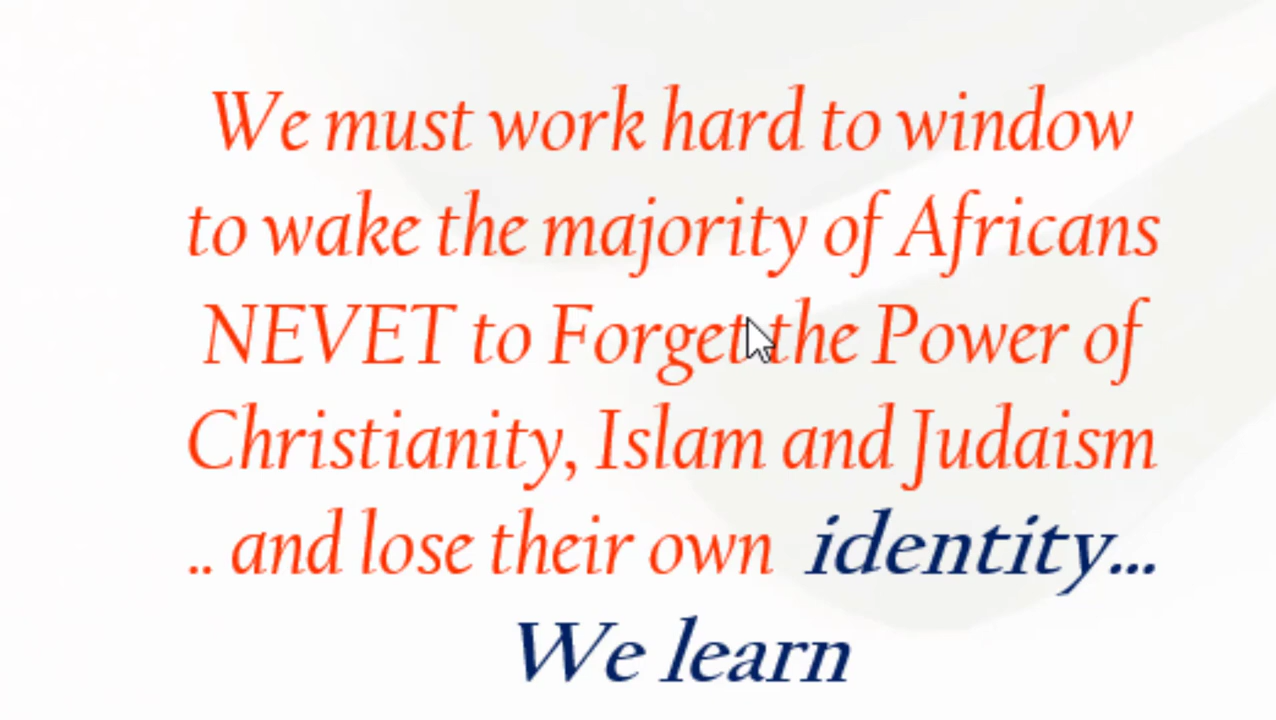 We must work hard to window
to wake the majority of Africans
NEVET to Forget the Power of
Christianity, Islam and Judaism
.. and lose their own identity...
We learn